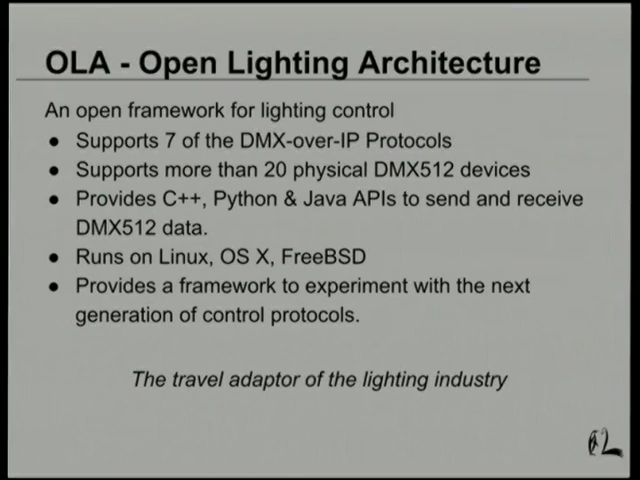 OLA - Open Lighting Architecture
An open framework for lighting control
● Supports 7 of the DMX-over-IP Protocols
● Supports more than 20 physical DMX512 devices
● Provides C++, Python & Java APIs to send and receive
DMX512 data.
● Runs on Linux, OS X, FreeBSD
● Provides a framework to experiment with the next
generation of control protocols.
The travel adaptor of the lighting industry